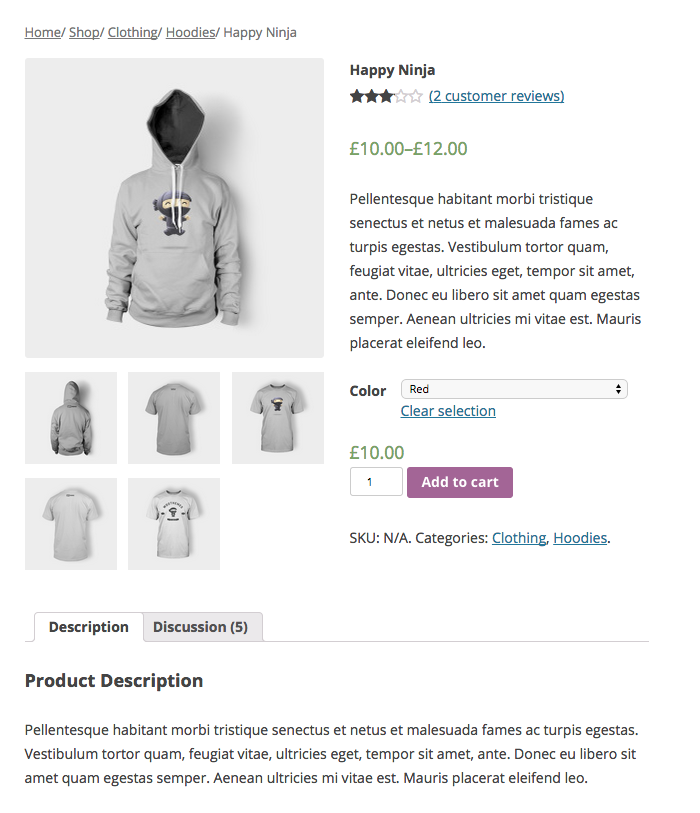 Home/ Shop/ Clothing/ Hoodies/ Happy Ninja
Happy Ninja
(2 customer reviews)
£10.00–£12.00
Pellentesque habitant morbi tristique
senectus et netus et malesuada fames ac
turpis egestas. Vestibulum tortor quam,
feugiat vitae, ultricies eget, tempor sit amet,
ante. Donec eu libero sit amet quam egestas
semper. Aenean ultricies mi vitae est. Mauris
placerat eleifend leo.
Color Red
Clear selection
£10.00
1 Add to cart
SKU: N/A. Categories: Clothing, Hoodies.
Description Discussion (5)
Product Description
Pellentesque habitant morbi tristique senectus et netus et malesuada fames ac turpis egestas.
Vestibulum tortor quam, feugiat vitae, ultricies eget, tempor sit amet, ante. Donec eu libero sit
amet quam egestas semper. Aenean ultricies mi vitae est. Mauris placerat eleifend leo.